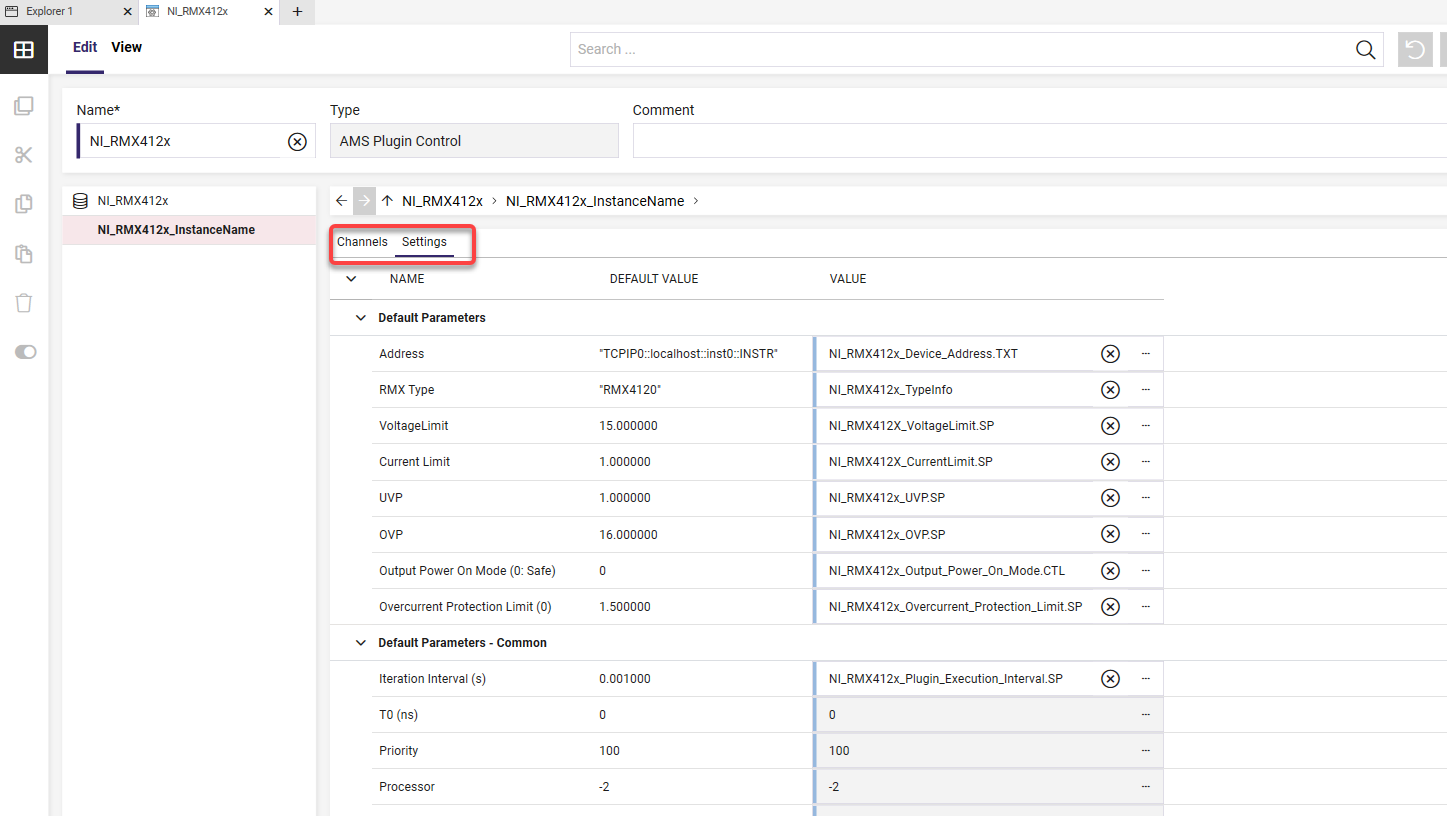 Explorer 1
NI_RMX412x
Edit View
Search ...
Name* Type Comment
NI_RMX412x AMS Plugin Control
NI_RMX412x
NI_RMX412x_InstanceName
NI_RMX412x > NI_RMX412x_InstanceName >
Channels Settings
NAME DEFAULT VALUE VALUE
Default Parameters
Address "TCPIP0::localhost::inst0::INSTR" NI_RMX412x_Device_Address.TXT ...
RMX Type "RMX4120" NI_RMX412x_TypeInfo ...
VoltageLimit 15.000000 NI_RMX412X_VoltageLimit.SP ...
Current Limit 1.000000 NI_RMX412X_CurrentLimit.SP ...
UVP 1.000000 NI_RMX412x_UVP.SP ...
OVP 16.000000 NI_RMX412x_OVP.SP ...
Output Power On Mode (0: Safe) 0 NI_RMX412x_Output_Power_On_Mode.CTL ...
Overcurrent Protection Limit (0) 1.500000 NI_RMX412x_Overcurrent_Protection_Limit.SP ...
Default Parameters - Common
Iteration Interval (s) 0.001000 NI_RMX412x_Plugin_Execution_Interval.SP ...
T0 (ns) 0 0 ...
Priority 100 100 ...
Processor -2 -2 ...